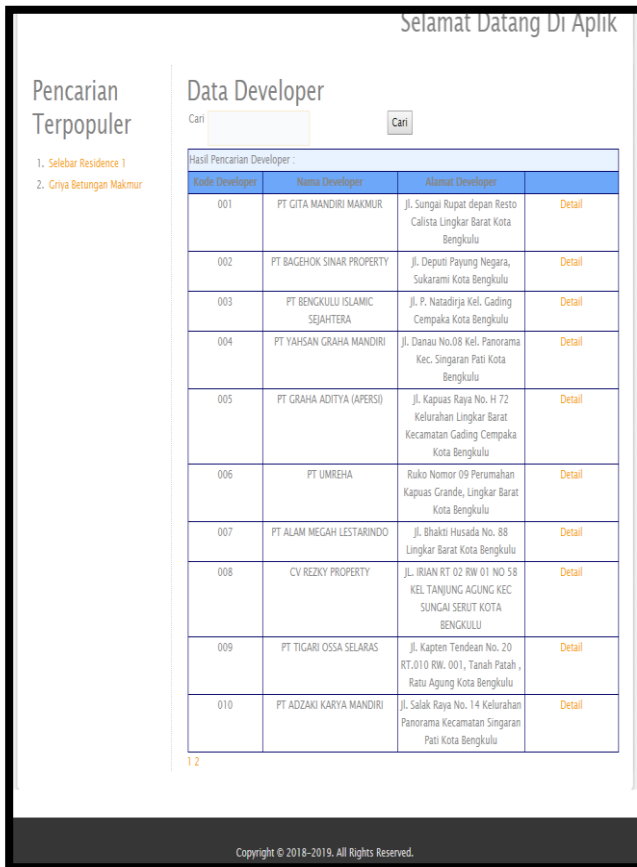 Selamat Datang Di Aplik
Pencarian
Terpopuler
1. Selebar Residence 1
2. Griya Betungan Makmur
Data Developer
Cari
Cari
Hasil Pencarian Developer :
Kode Developer Nama Developer Alamat Developer
001 PT GITA MANDIRI MAKMUR Jl. Sungai Rupat depan Resto Detail
Calista Lingkar Barat Kota
Bengkulu
002 PT BAGEHOK SINAR PROPERTY Jl. Deputi Payung Negara, Detail
Sukarami Kota Bengkulu
003 PT BENGKULU ISLAMIC Jl. P. Natadirja Kel. Gading Detail
SEJAHTERA Cempaka Kota Bengkulu
004 PT YAHSAN GRAHA MANDIRI Jl. Danau No.08 Kel. Panorama Detail
Kec. Singaran Pati Kota
Bengkulu
005 PT GRAHA ADITYA (APERSI) Jl. Kapuas Raya No. H 72 Detail
Kelurahan Lingkar Barat
Kecamatan Gading Cempaka
Kota Bengkulu
006 PT UMREHA Ruko Nomor 09 Perumahan Detail
Kapuas Grande, Lingkar Barat
Kota Bengkulu
007 PT ALAM MEGAH LESTARINDO Jl. Bhakti Husada No. 88 Detail
Lingkar Barat Kota Bengkulu
008 CV REZKY PROPERTY JL. IRIAN RT 02 RW 01 NO 58 Detail
KEL TANJUNG AGUNG KEC
SUNGAI SERUT KOTA
BENGKULU
009 PT TIGARI OSSA SELARAS Jl. Kapten Tendean No. 20 Detail
RT.010 RW. 001, Tanah Patah ,
Ratu Agung Kota Bengkulu
010 PT ADZAKI KARYA MANDIRI Jl. Salak Raya No. 14 Kelurahan Detail
Panorama Kecamatan Singaran
Pati Kota Bengkulu
1 2
Copyright © 2018-2019. All Rights Reserved.